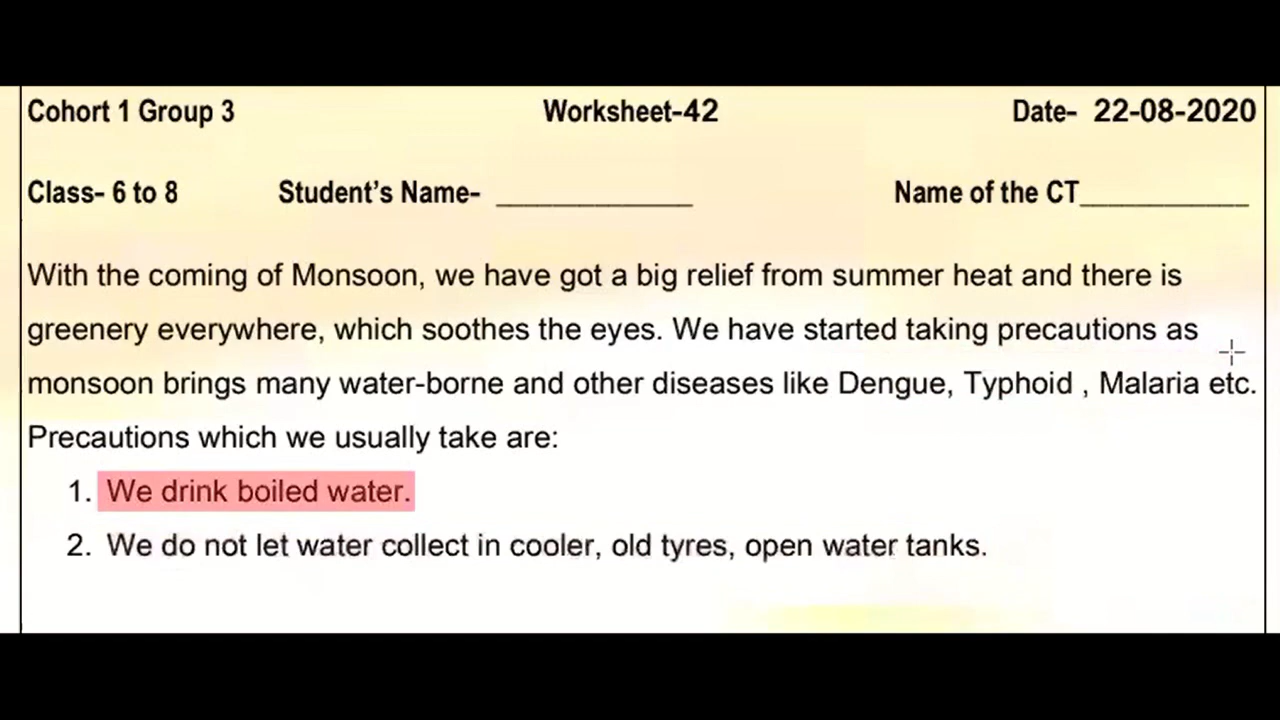 Cohort 1 Group 3 Worksheet-42 Date- 22-08-2020
Class- 6 to 8 Student's Name- ____________ Name of the CT___________
With the coming of Monsoon, we have got a big relief from summer heat and there is
greenery everywhere, which soothes the eyes. We have started taking precautions as
monsoon brings many water-borne and other diseases like Dengue, Typhoid , Malaria etc.
Precautions which we usually take are:
1. We drink boiled water.
2. We do not let water collect in cooler, old tyres, open water tanks.